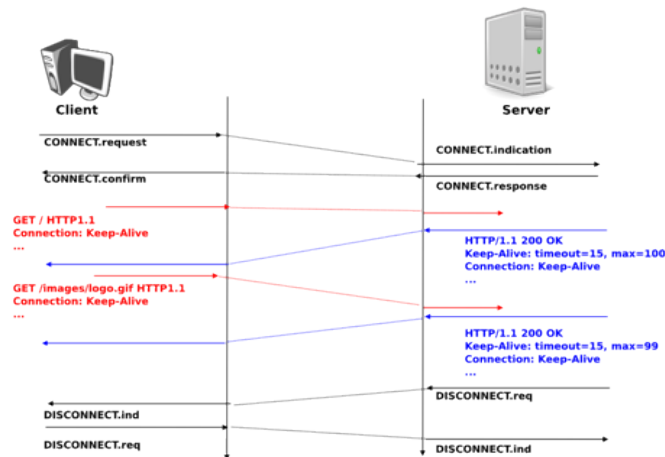 Client
Server
CONNECT.request
CONNECT.indication
CONNECT.confirm
CONNECT.response
GET / HTTP1.1
Connection: Keep-Alive
...
HTTP/1.1 200 OK
Keep-Alive: timeout=15, max=100
Connection: Keep-Alive
...
GET /images/logo.gif HTTP1.1
Connection: Keep-Alive
...
HTTP/1.1 200 OK
Keep-Alive: timeout=15, max=99
Connection: Keep-Alive
...
DISCONNECT.req
DISCONNECT.ind
DISCONNECT.req
DISCONNECT.ind